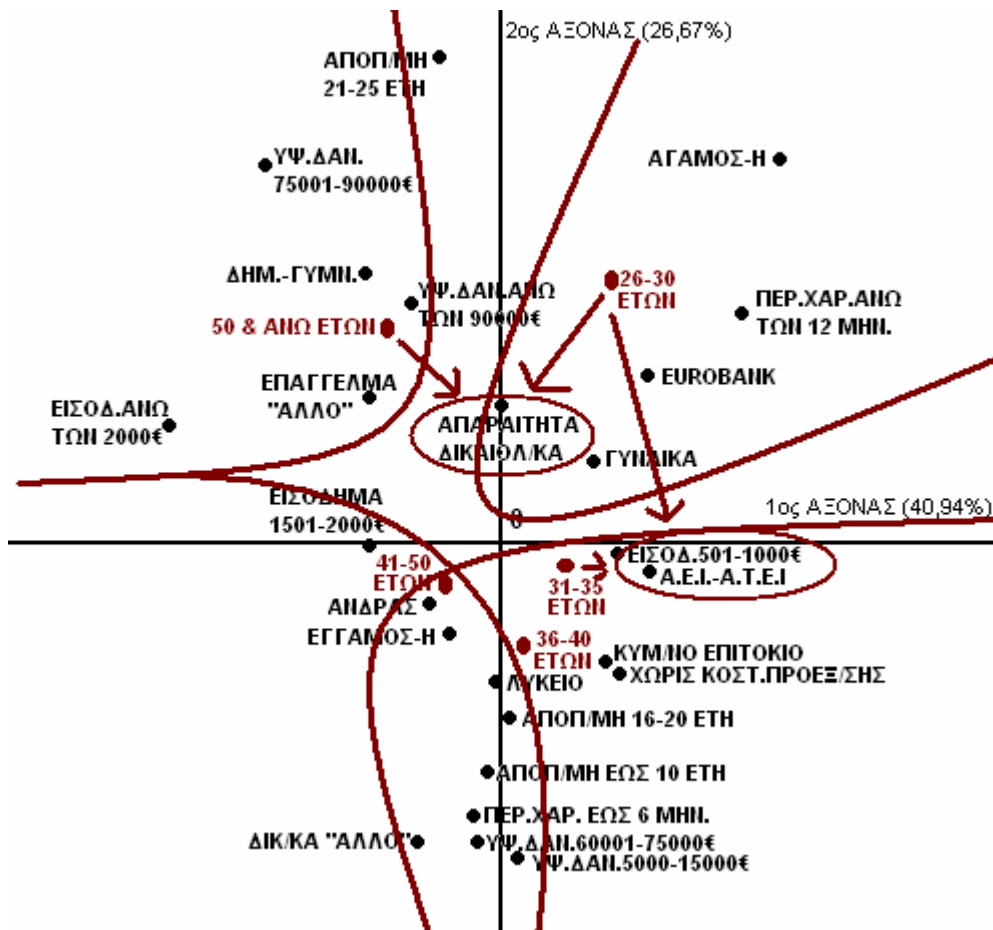 2ος ΑΞΟΝΑΣ (26,67%)
ΑΠΟΠ/ΜΗ
21-25 ΕΤΗ
ΥΨ.ΔΑΝ.
75001-90000€
ΑΓΑΜΟΣ-Η
ΔΗΜ.-ΓΥΜΝ.
26-30
ΕΤΩΝ
ΥΨ.ΔΑΝ.ΑΝΩ
ΤΩΝ 90000€
ΠΕΡ.ΧΑΡ.ΑΝΩ
ΤΩΝ 12 ΜΗΝ.
50 & ΑΝΩ ΕΤΩΝ
EUROBANK
ΕΠΑΓΓΕΛΜΑ
"ΑΛΛΟ"
ΕΙΣΟΔ.ΑΝΩ
ΤΩΝ 2000€
ΑΠΑΡΑΙΤΗΤΑ
ΔΙΚΑΙΟΛ/ΚΑ
ΓΥΝΑΙΚΑ
ΕΙΣΟΔΗΜΑ
1501-2000€
0
1ος ΑΞΟΝΑΣ (40,94%)
ΕΙΣΟΔ.501-1000€
Α.Ε.Ι.-Α.Τ.Ε.Ι
41-50
ΕΤΩΝ
31-35
ΕΤΩΝ
ΑΝΔΡΑΣ
ΕΓΓΑΜΟΣ-Η
36-40
ΕΤΩΝ
ΚΥΜ/ΝΟ ΕΠΙΤΟΚΙΟ
ΧΩΡΙΣ ΚΟΣΤ.ΠΡΟΕΞ/ΣΗΣ
ΛΥΚΕΙΟ
ΑΠΟΠ/ΜΗ 16-20 ΕΤΗ
ΑΠΟΠ/ΜΗ ΕΩΣ 10 ΕΤΗ
ΠΕΡ.ΧΑΡ. ΕΩΣ 6 ΜΗΝ.
ΔΙΚ/ΚΑ "ΑΛΛΟ"
ΥΨ.ΔΑΝ.60001-75000€
ΥΨ.ΔΑΝ.5000-15000€